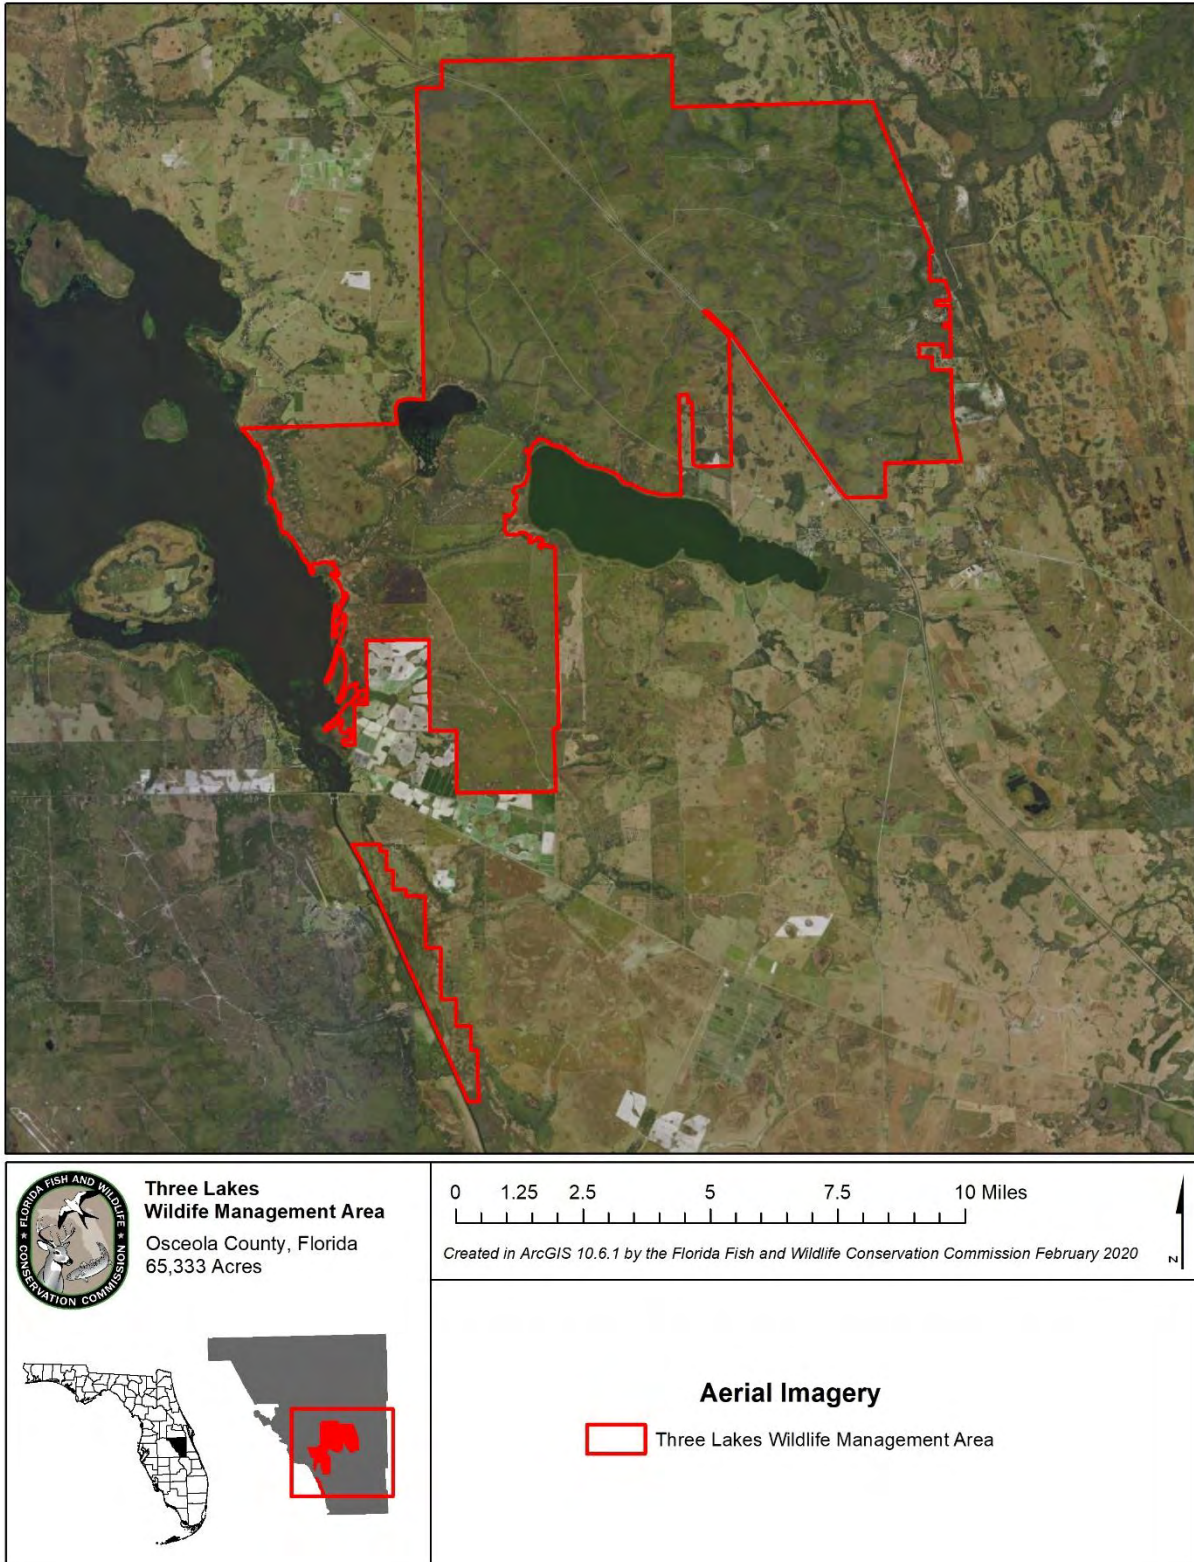 FLORIDA FISH AND WILDLIFE
CONSERVATION COMMISSION
Three Lakes
Wildife Management Area
Osceola County, Florida
65,333 Acres
0 1.25 2.5 5 7.5 10 Miles
Created in ArcGIS 10.6.1 by the Florida Fish and Wildlife Conservation Commission February 2020
N
Aerial Imagery
Three Lakes Wildlife Management Area